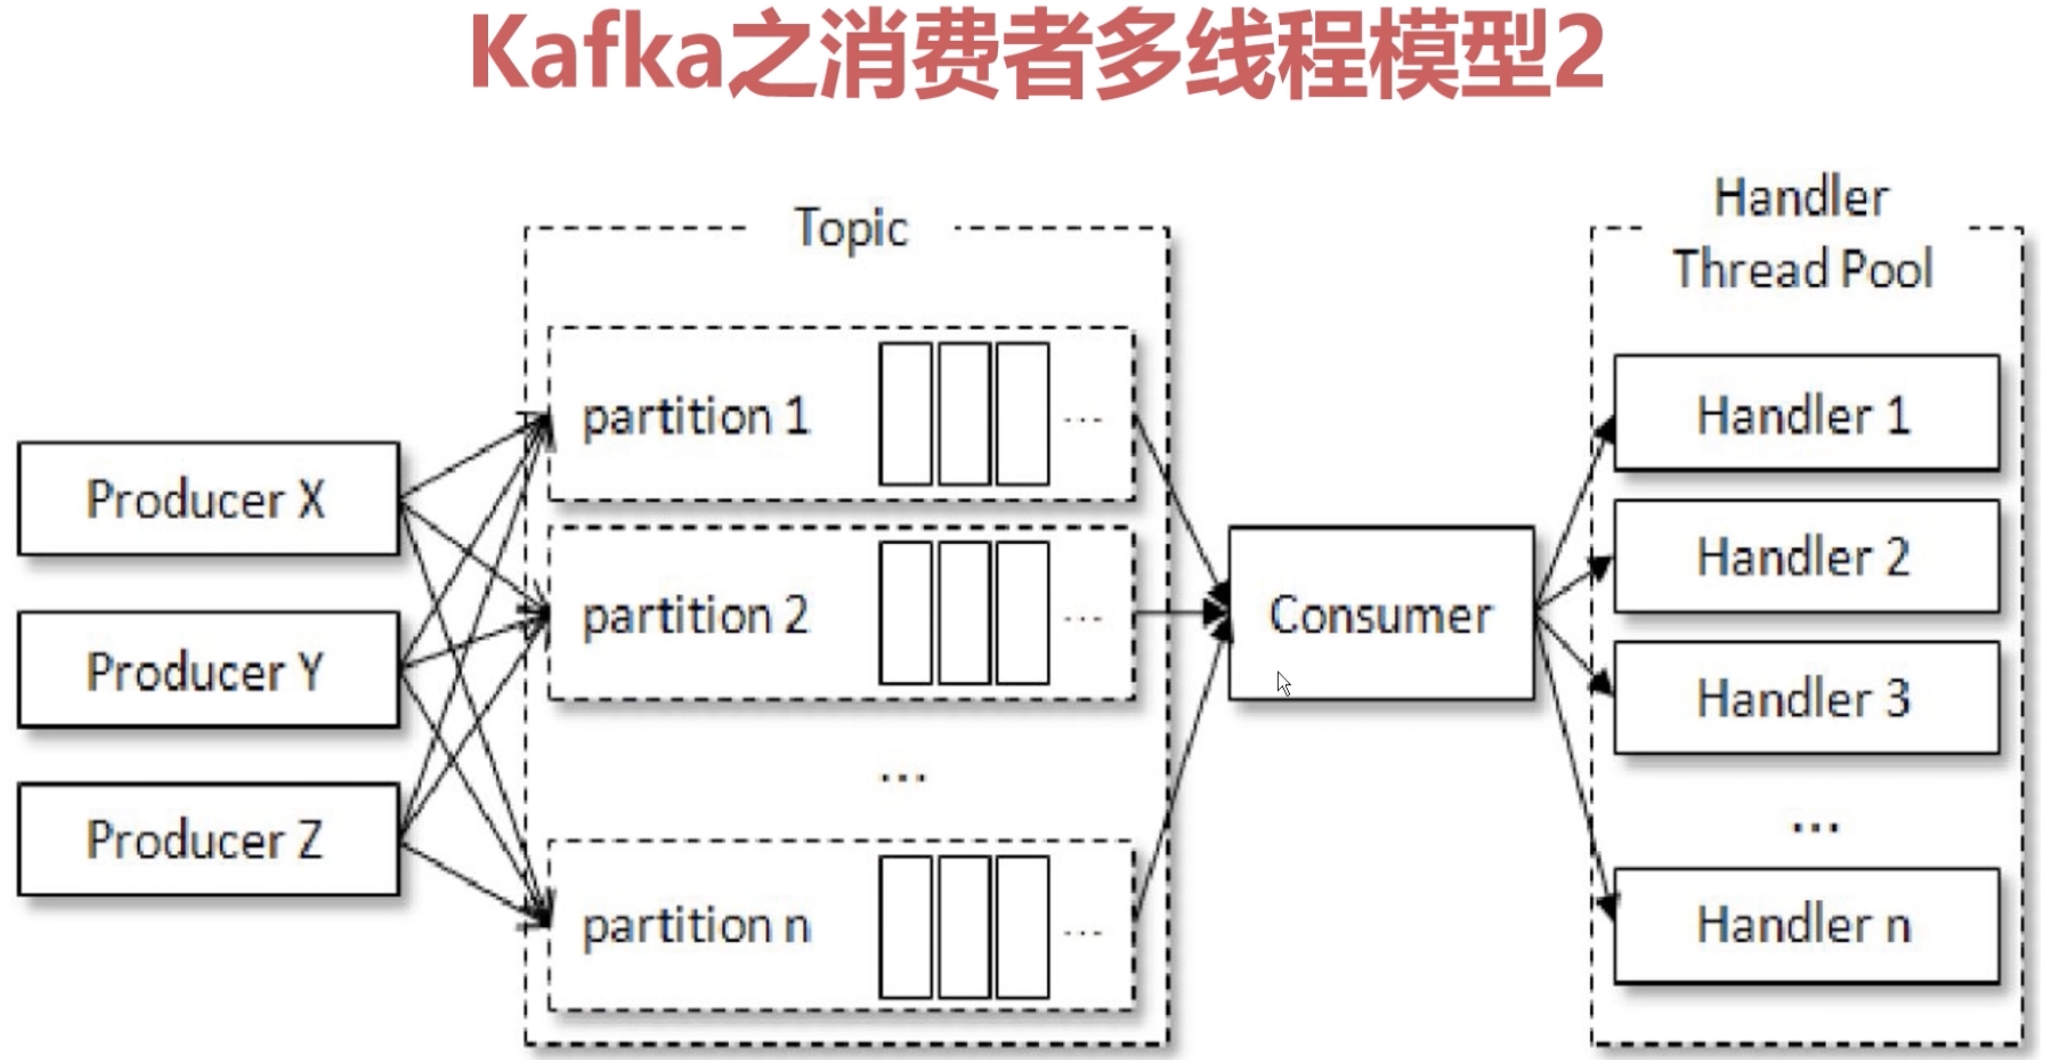 Kafka之消费者多线程模型2
Topic
Handler
Thread Pool
Producer X
Producer Y
Producer Z
partition 1
...
partition 2
...
...
partition n
...
Consumer
Handler 1
Handler 2
Handler 3
...
Handler n